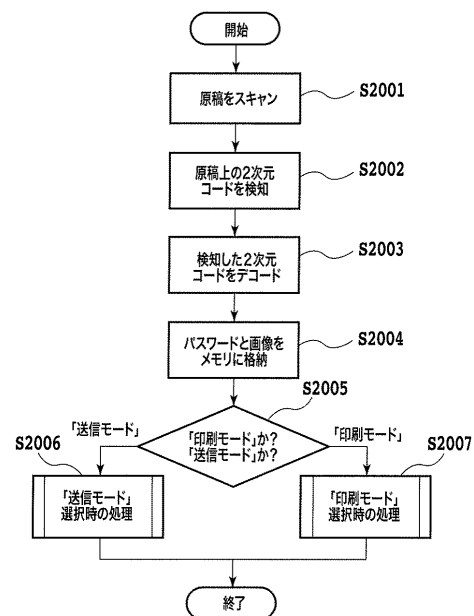 開始
原稿をスキャン
S2001
原稿上の2次元
コードを検知
S2002
検知した2次元
コードをデコード
S2003
パスワードと画像を
メモリに格納
S2004
S2005
「印刷モード」か?
「送信モード」か?
「送信モード」
「印刷モード」
S2006
「送信モード」
選択時の処理
S2007
「印刷モード」
選択時の処理
終了